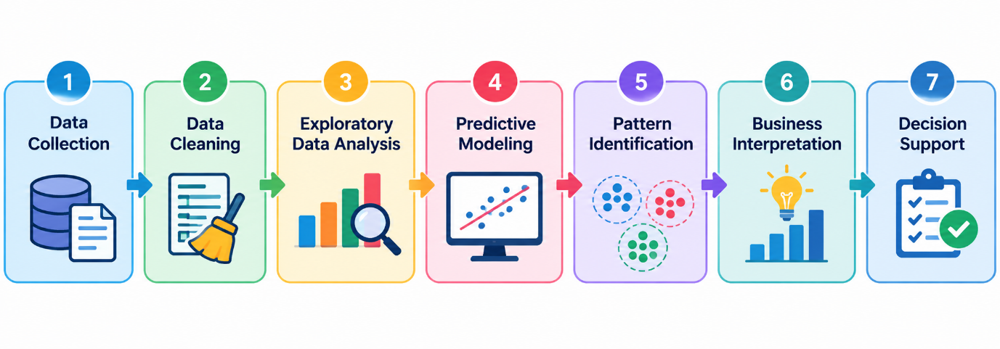 1
Data
Collection
2
Data
Cleaning
3
Exploratory
Data Analysis
4
Predictive
Modeling
5
Pattern
Identification
6
Business
Interpretation
7
Decision
Support